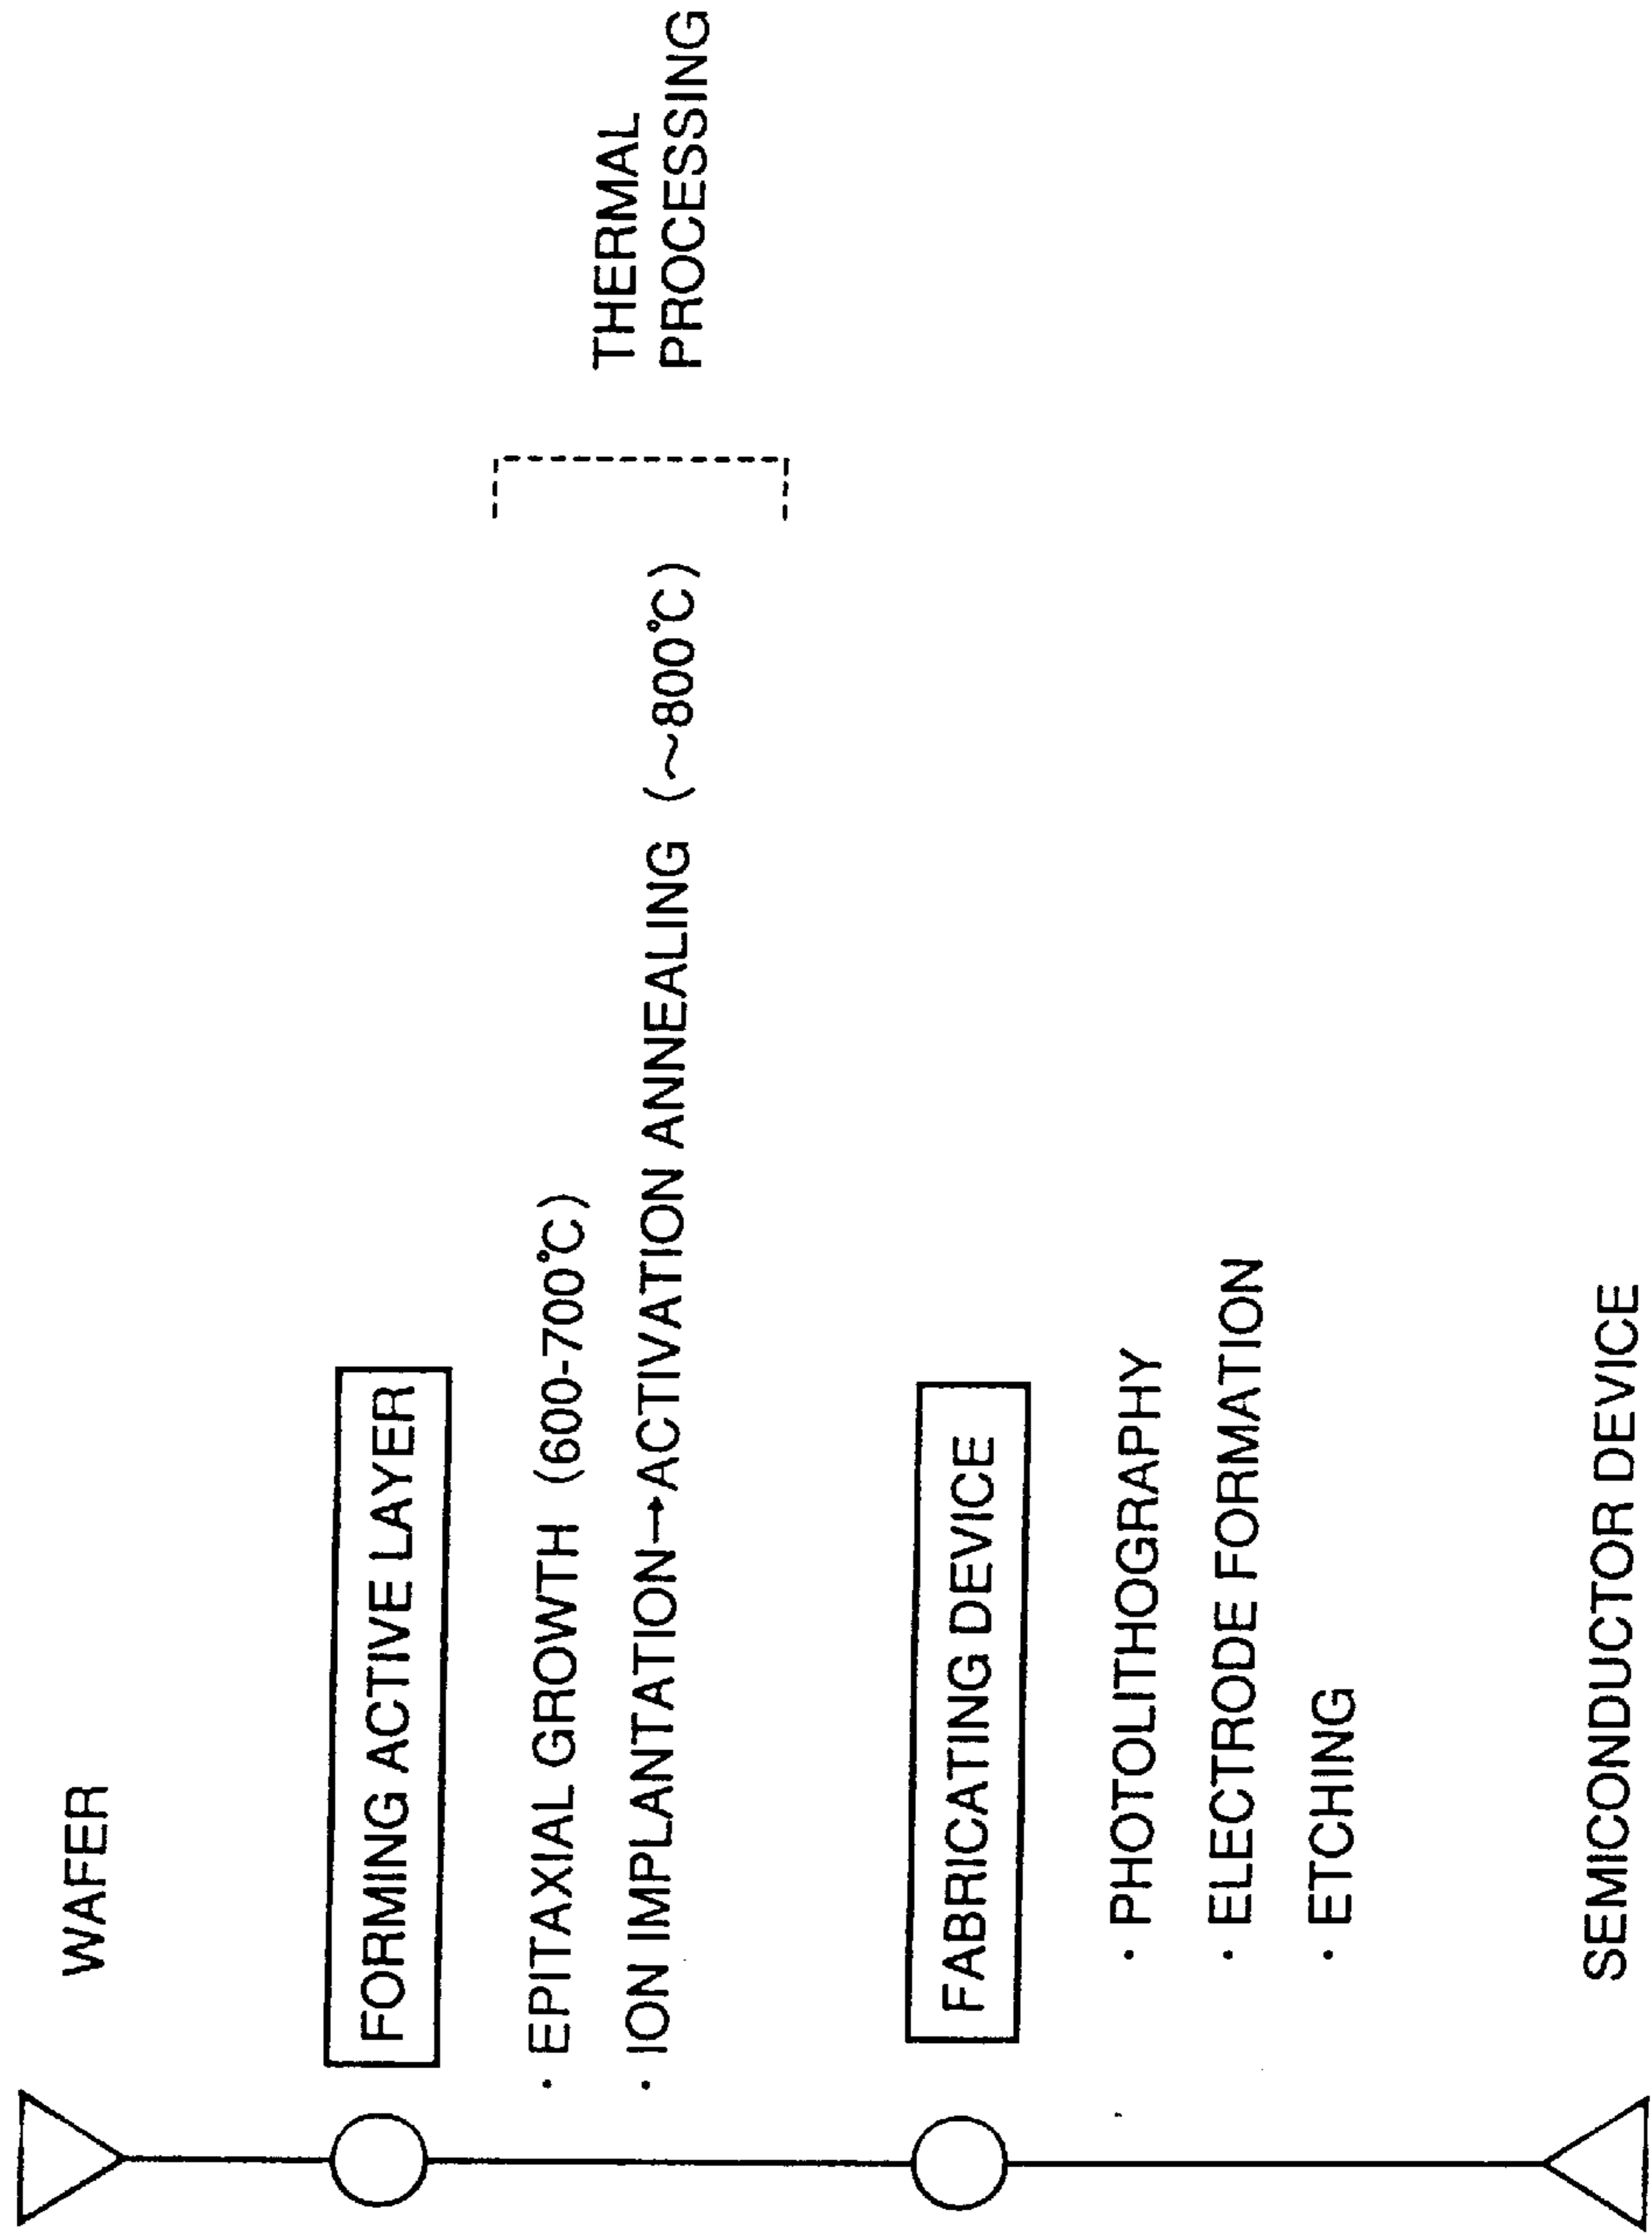 WAFER
FORMING ACTIVE LAYER
· EPITAXIAL GROWTH (600-700℃)
· ION IMPLANTATION→ACTIVATION ANNEALING (~800℃)
THERMAL
PROCESSING
FABRICATING DEVICE
· PHOTOLITHOGRAPHY
· ELECTRODE FORMATION
· ETCHING
SEMICONDUCTOR DEVICE